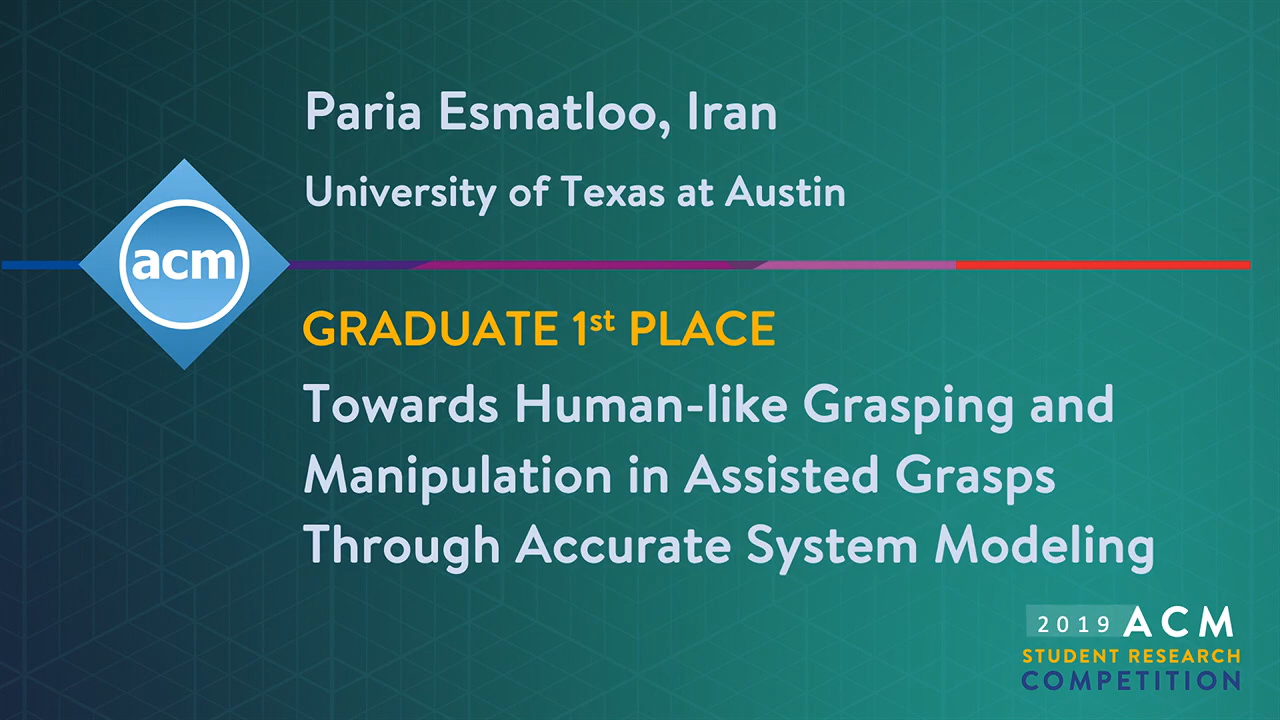 Paria Esmatloo, Iran
University of Texas at Austin
acm
GRADUATE 1st PLACE
Towards Human-like Grasping and
Manipulation in Assisted Grasps
Through Accurate System Modeling
2019 ACM
STUDENT RESEARCH
COMPETITION